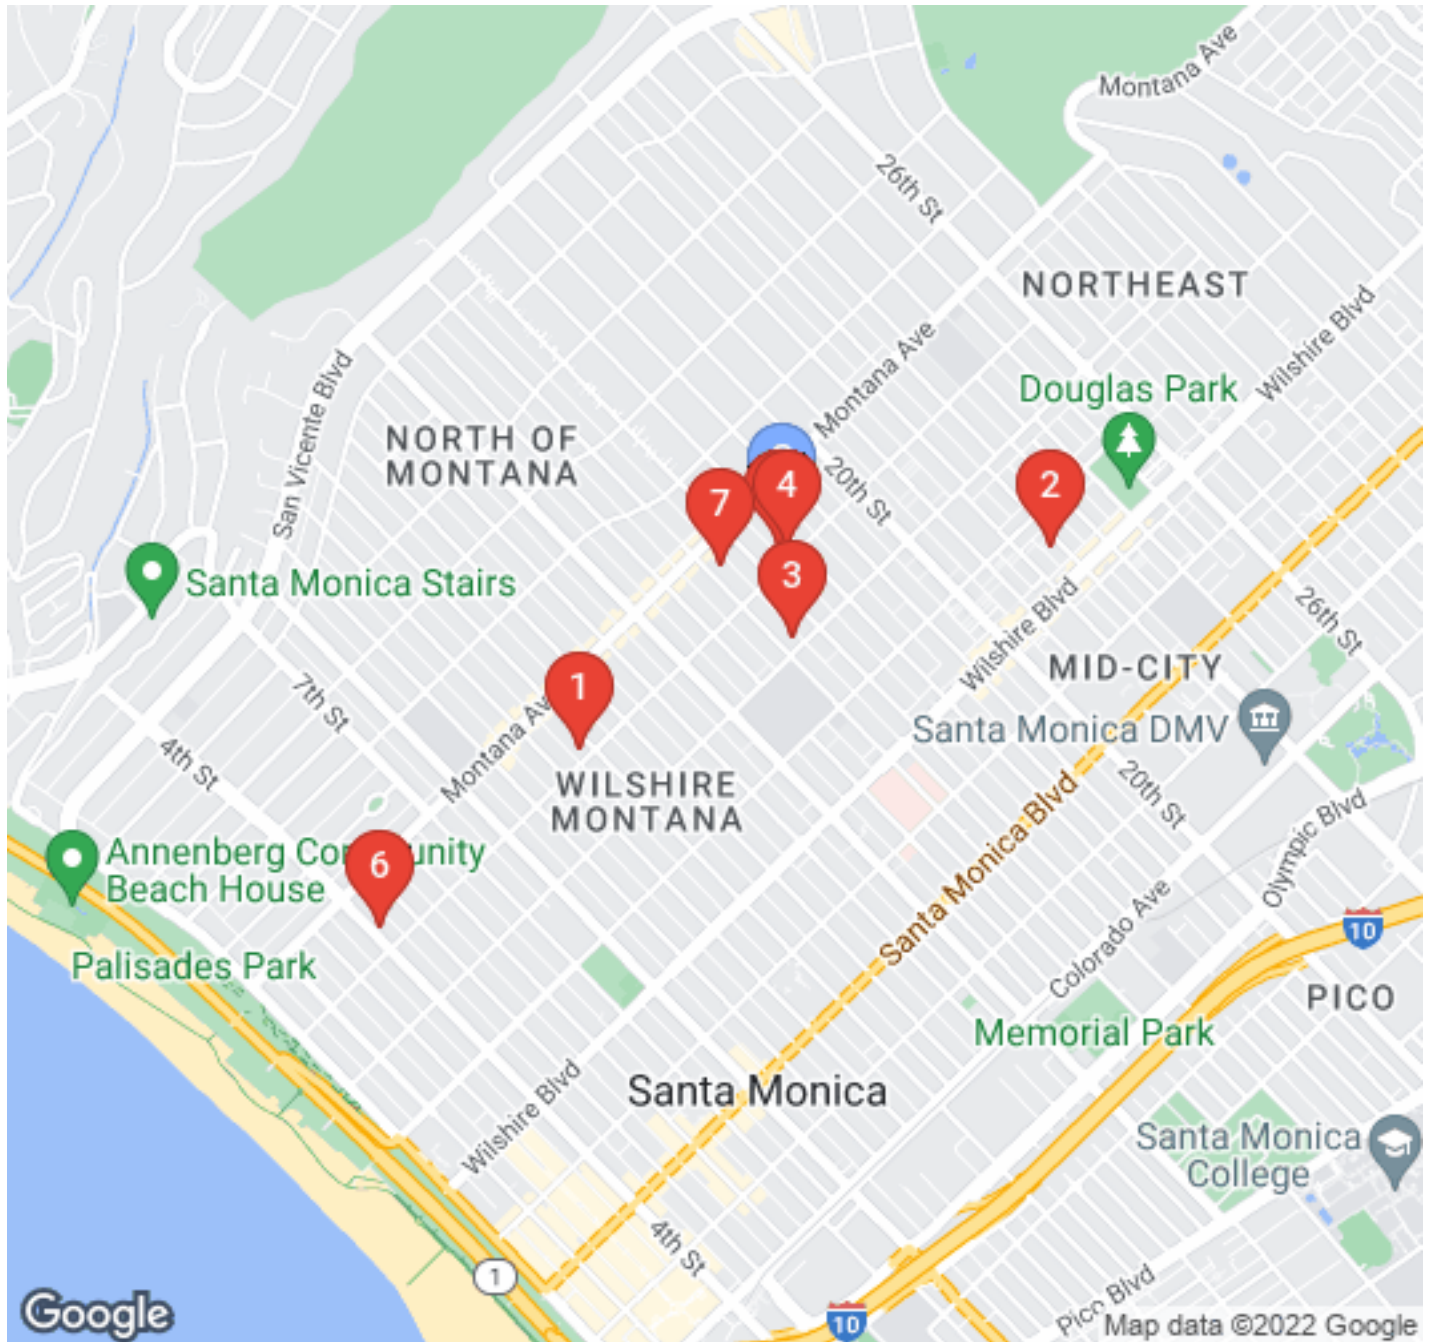 Montana Ave
26th St
NORTHEAST
Wilshire Blvd
Montana Ave
San Vicente Blvd
Douglas Park
NORTH OF
MONTANA
20th St
4
2
7
3
Santa Monica Stairs
26th St
Wilshire Blvd
MID-CITY
1
7th St
Santa Monica DMV
Montana Av
4th St
WILSHIRE
MONTANA
20th St
Santa Monica Blvd
Olympic Blvd
Annenberg Co
unity
Beach House
6
Colorado Ave
10
Palisades Park
PICO
Memorial Park
Wilshire Blvd
Santa Monica
Santa Monica
College
4th St
1
Pico Blvd
10
Google
Map data ©2022 Google